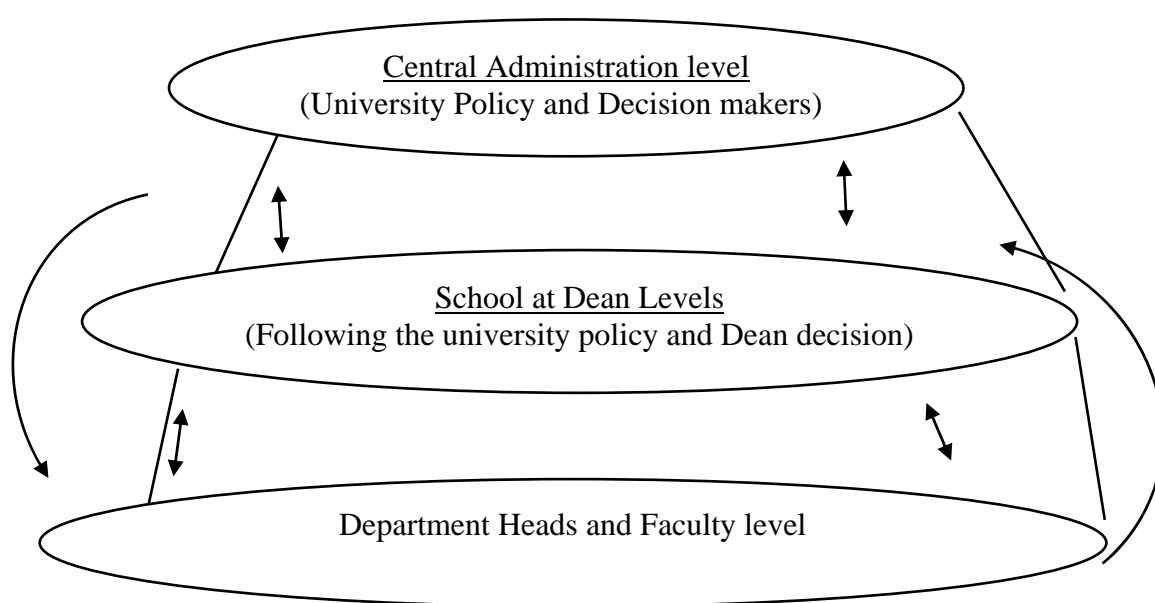 Central Administration level
(University Policy and Decision makers)
School at Dean Levels
(Following the university policy and Dean decision)
Department Heads and Faculty level